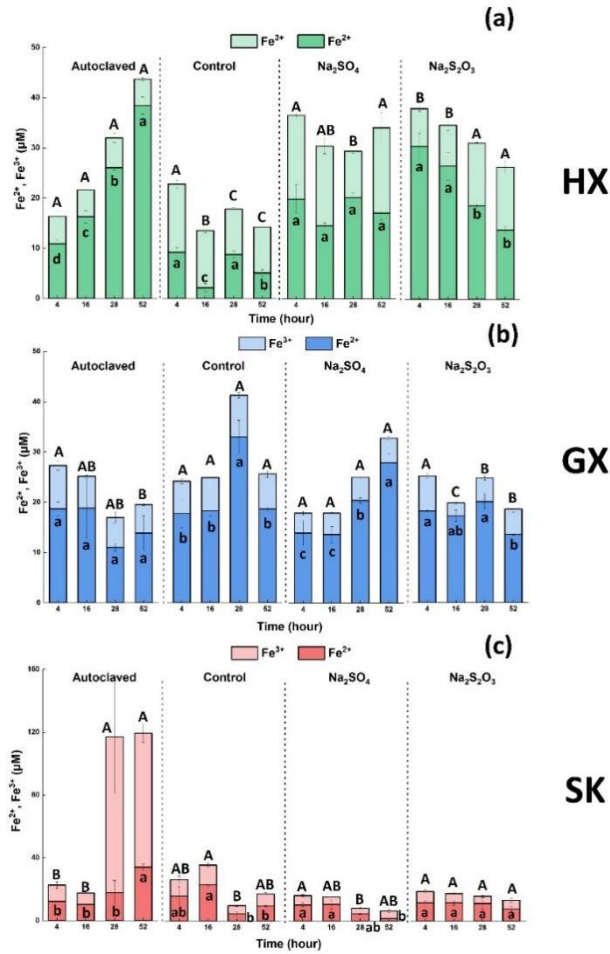 (a)
Fe³⁺ Fe²⁺
Autoclaved Control Na₂SO₄ Na₂S₂O₃
Fe²⁺, Fe³⁺ (µM)
50
40
30
20
10
0
A A A A
d c b a
A B C C
a c a b
A AB B A
a a a a
B B A A
a a b b
4 16 28 52 4 16 28 52 4 16 28 52 4 16 28 52
Time (hour)
HX
(b)
Fe³⁺ Fe²⁺
Autoclaved Control Na₂SO₄ Na₂S₂O₃
Fe²⁺, Fe³⁺ (µM)
50
40
30
20
10
0
A AB AB B
a a a a
A A A A
b b a b
A A A A
c c b a
A C B B
a ab a b
4 16 28 52 4 16 28 52 4 16 28 52 4 16 28 52
Time (hour)
GX
(c)
Fe³⁺ Fe²⁺
Autoclaved Control Na₂SO₄ Na₂S₂O₃
Fe²⁺, Fe³⁺ (µM)
160
120
80
40
0
B B A A
b b b a
AB A B AB
ab a b b
A AB B AB
a a ab b
A A A A
a a a a
4 16 28 52 4 16 28 52 4 16 28 52 4 16 28 52
Time (hour)
SK